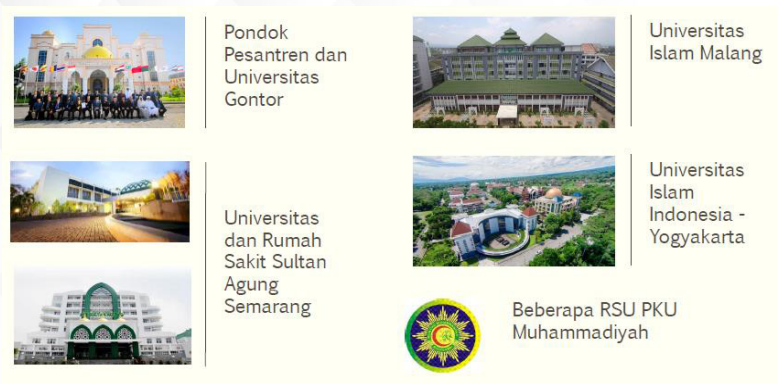 Pondok
Pesantren dan
Universitas
Gontor
Universitas
dan Rumah
Sakit Sultan
Agung
Semarang
Universitas
Islam Malang
Universitas
Islam
Indonesia -
Yogyakarta
Beberapa RSU PKU
Muhammadiyah